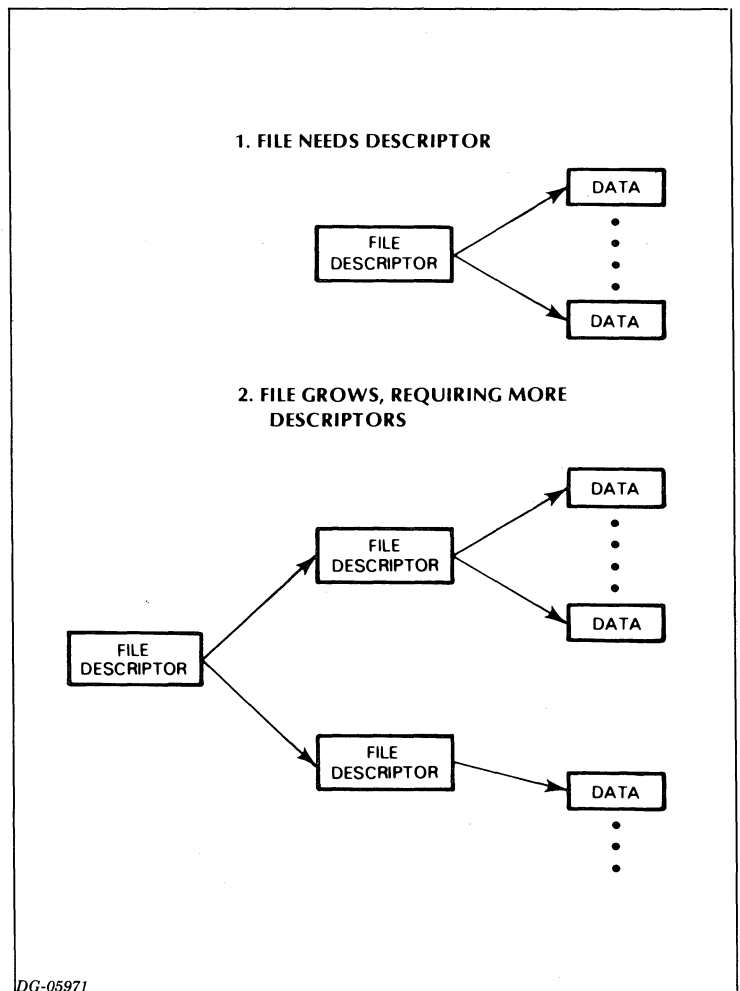 1. FILE NEEDS DESCRIPTOR
DATA
FILE
DESCRIPTOR
DATA
2. FILE GROWS, REQUIRING MORE
DESCRIPTORS
DATA
FILE
DESCRIPTOR
DATA
FILE
DESCRIPTOR
FILE
DESCRIPTOR
DATA
DG-05971